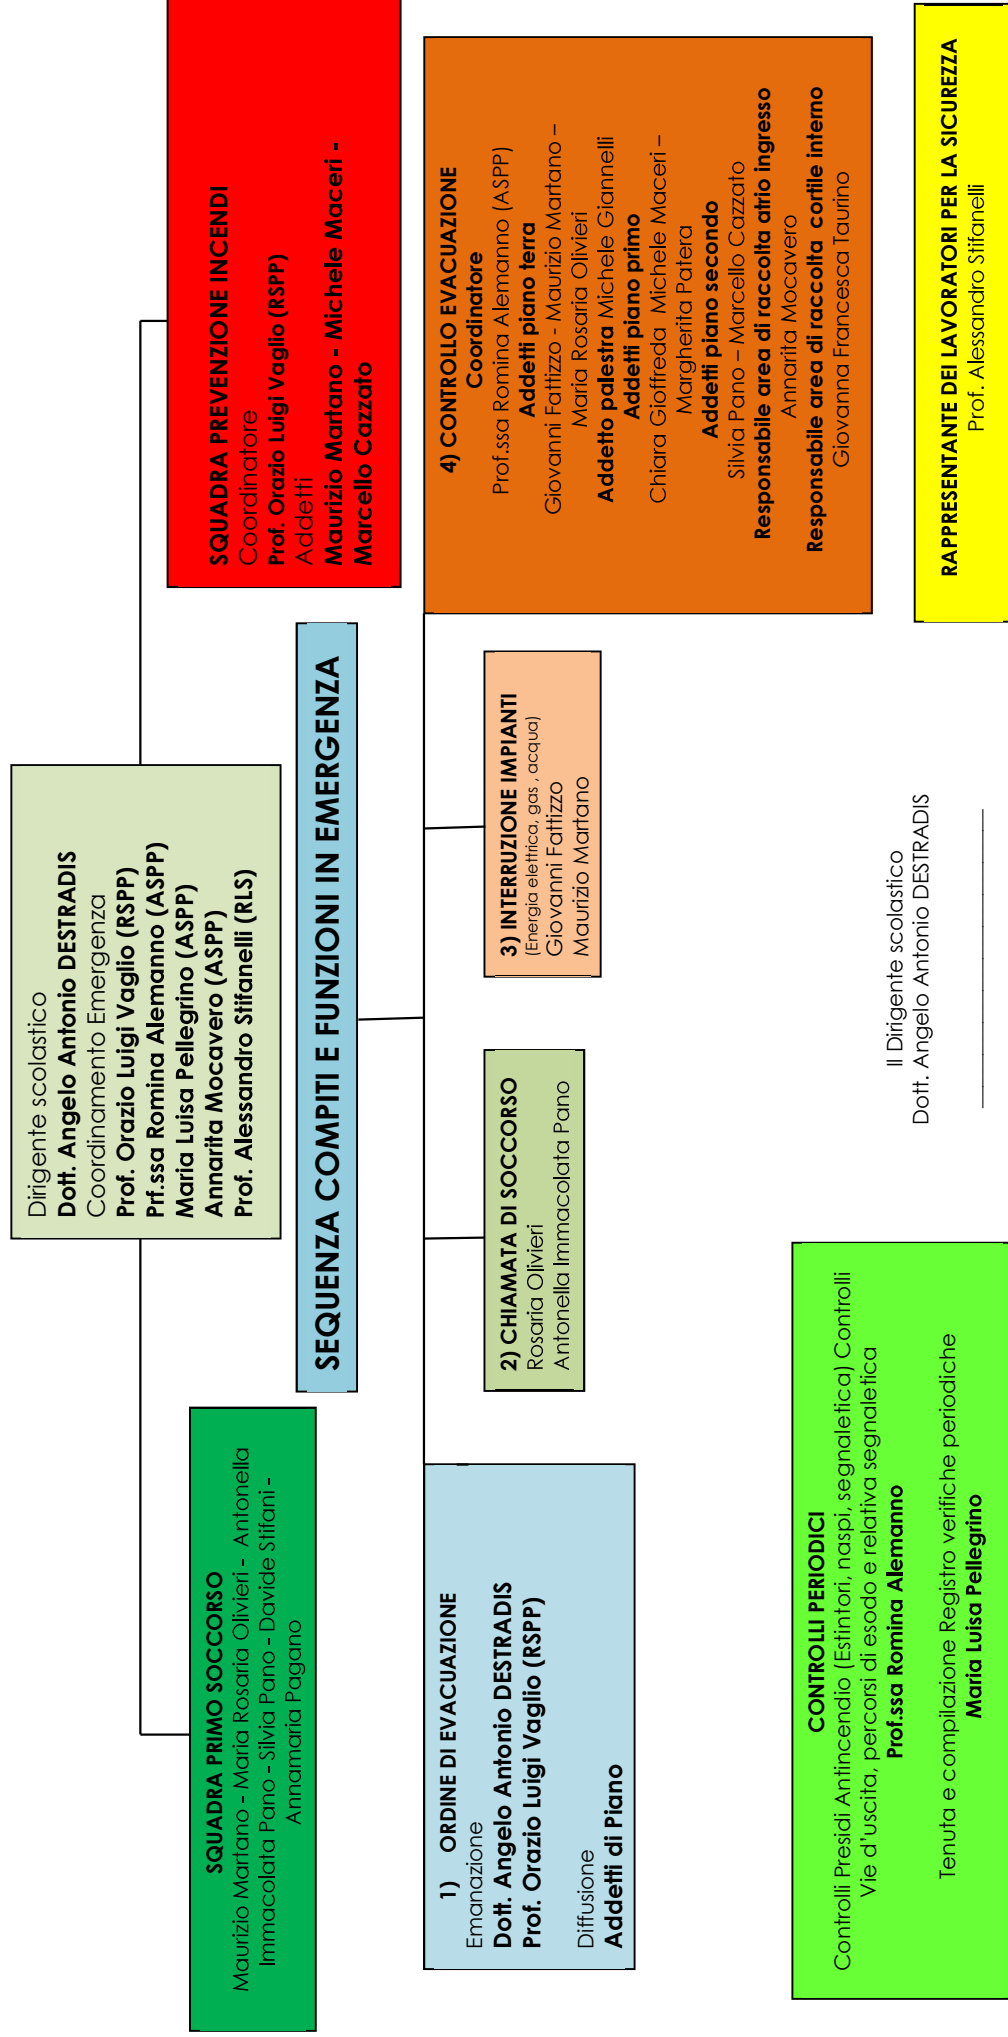 Dirigente scolastico
Dott. Angelo Antonio DESTRADIS
Coordinamento Emergenza
Prof. Orazio Luigi Vaglio (RSPP)
Prf.ssa Romina Alemanno (ASPP)
Maria Luisa Pellegrino (ASPP)
Annarita Mocavero (ASPP)
Prof. Alessandro Stifanelli (RLS)
SQUADRA PRIMO SOCCORSO
Maurizio Martano - Maria Rosaria Olivieri - Antonella
Immacolata Pano - Silvia Pano - Davide Stifani -
Annamaria Pagano
SQUADRA PREVENZIONE INCENDI
Coordinatore
Prof. Orazio Luigi Vaglio (RSPP)
Addetti
Maurizio Martano - Michele Maceri -
Marcello Cazzato
SEQUENZA COMPITI E FUNZIONI IN EMERGENZA
1) ORDINE DI EVACUAZIONE
Emanazione
Dott. Angelo Antonio DESTRADIS
Prof. Orazio Luigi Vaglio (RSPP)
Diffusione
Addetti di Piano
2) CHIAMATA DI SOCCORSO
Rosaria Olivieri
Antonella Immacolata Pano
3) INTERRUZIONE IMPIANTI
(Energia elettrica, gas , acqua)
Giovanni Fattizzo
Maurizio Martano
4) CONTROLLO EVACUAZIONE
Coordinatore
Prof.ssa Romina Alemanno (ASPP)
Addetti piano terra
Giovanni Fattizzo - Maurizio Martano –
Maria Rosaria Olivieri
Addetto palestra Michele Giannelli
Addetti piano primo
Chiara Gioffreda Michele Maceri –
Margherita Patera
Addetti piano secondo
Silvia Pano – Marcello Cazzato
Responsabile area di raccolta atrio ingresso
Annarita Mocavero
Responsabile area di raccolta cortile interno
Giovanna Francesca Taurino
CONTROLLI PERIODICI
Controlli Presidi Antincendio (Estintori, naspi, segnaletica) Controlli
Vie d'uscita, percorsi di esodo e relativa segnaletica
Prof.ssa Romina Alemanno
Tenuta e compilazione Registro verifiche periodiche
Maria Luisa Pellegrino
Il Dirigente scolastico
Dott. Angelo Antonio DESTRADIS
RAPPRESENTANTE DEI LAVORATORI PER LA SICUREZZA
Prof. Alessandro Stifanelli